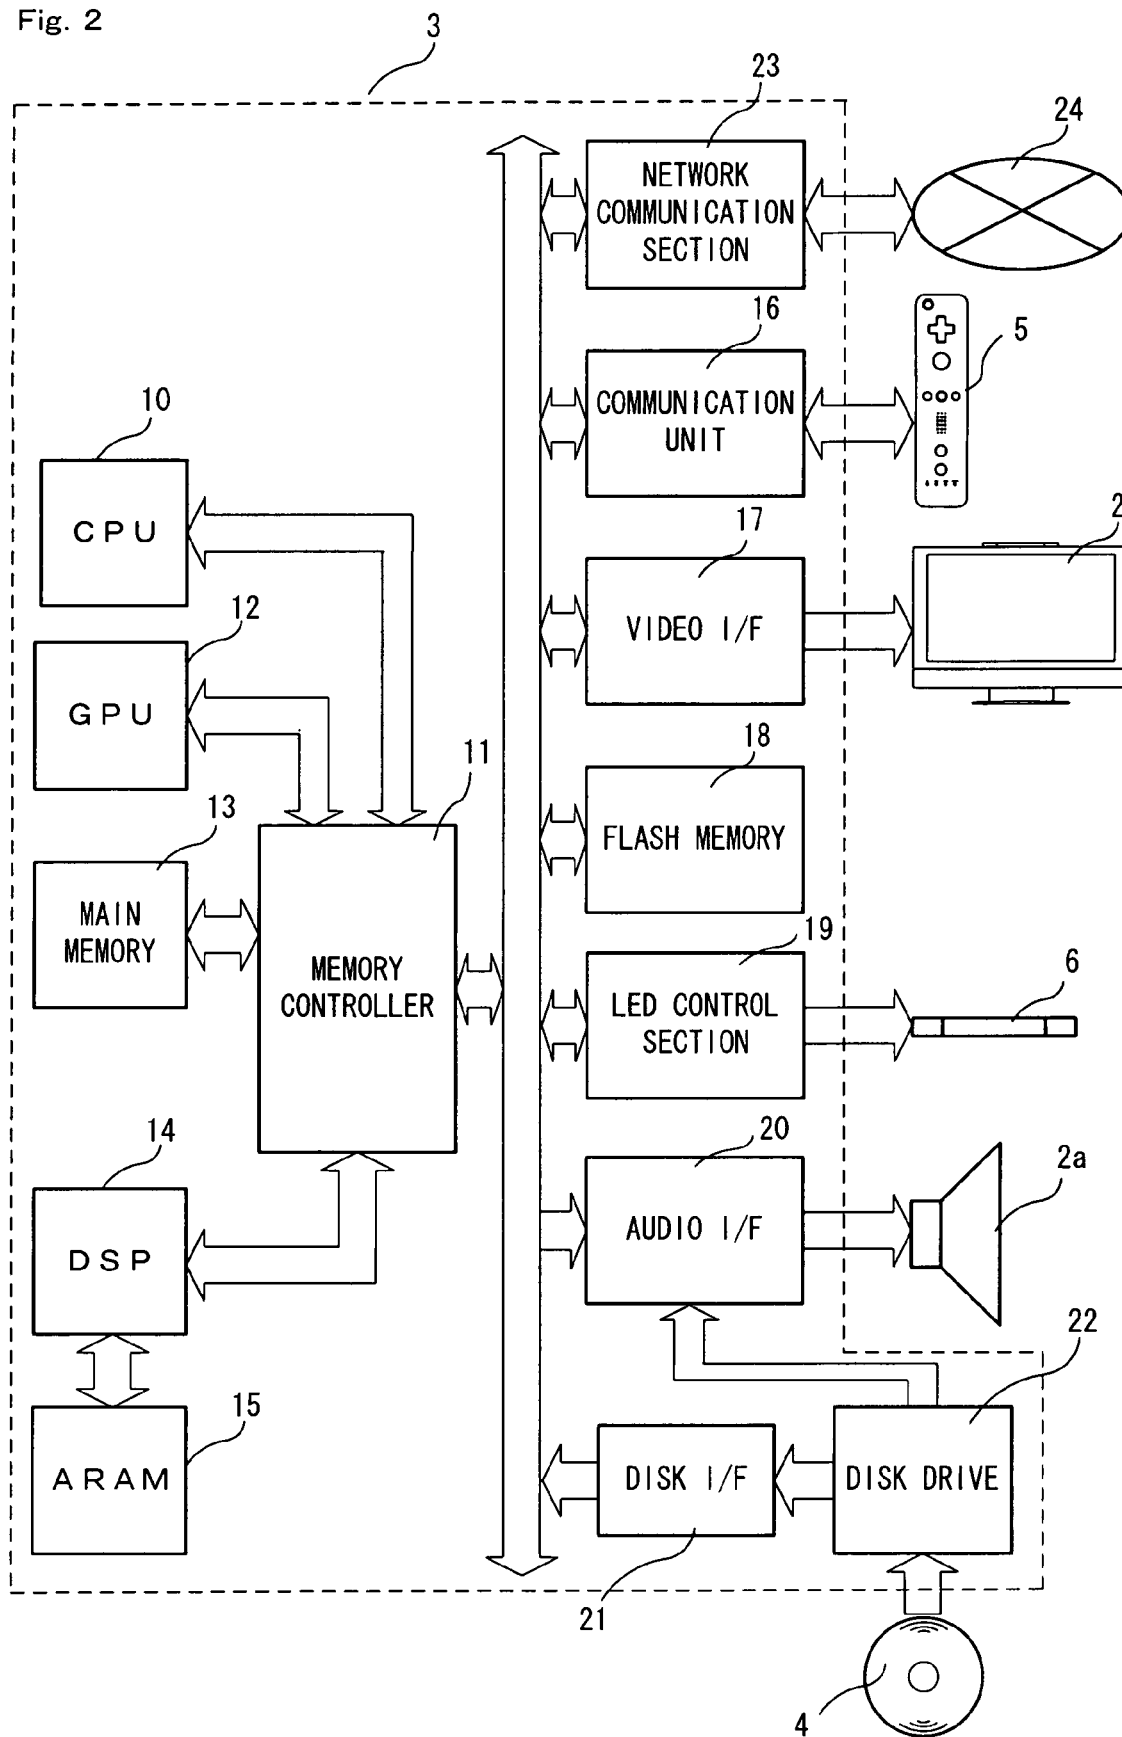 Fig. 2
3
23
24
NETWORK
COMMUNICATION
SECTION
16
5
COMMUNICATION
UNIT
10
CPU
17
2
VIDEO I/F
12
GPU
11
18
FLASH MEMORY
13
MAIN
MEMORY
MEMORY
CONTROLLER
19
6
LED CONTROL
SECTION
14
DSP
20
2a
AUDIO I/F
22
15
ARAM
DISK I/F
DISK DRIVE
21
4